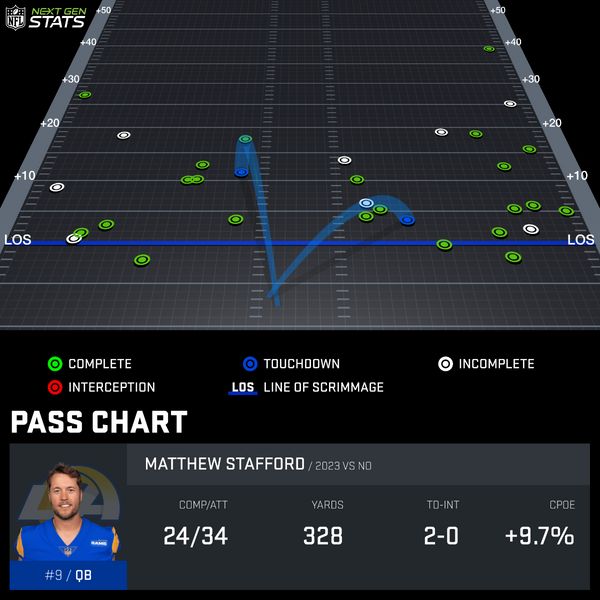 NFL NEXT GEN STATS
+50 +50
+40 +40
+30 +30
+20 +20
+10 +10
LOS LOS
COMPLETE TOUCHDOWN INCOMPLETE
INTERCEPTION LOS LINE OF SCRIMMAGE
PASS CHART
MATTHEW STAFFORD / 2023 VS NO
COMP/ATT YARDS TD-INT CPOE
24/34 328 2-0 +9.7%
#9 / QB